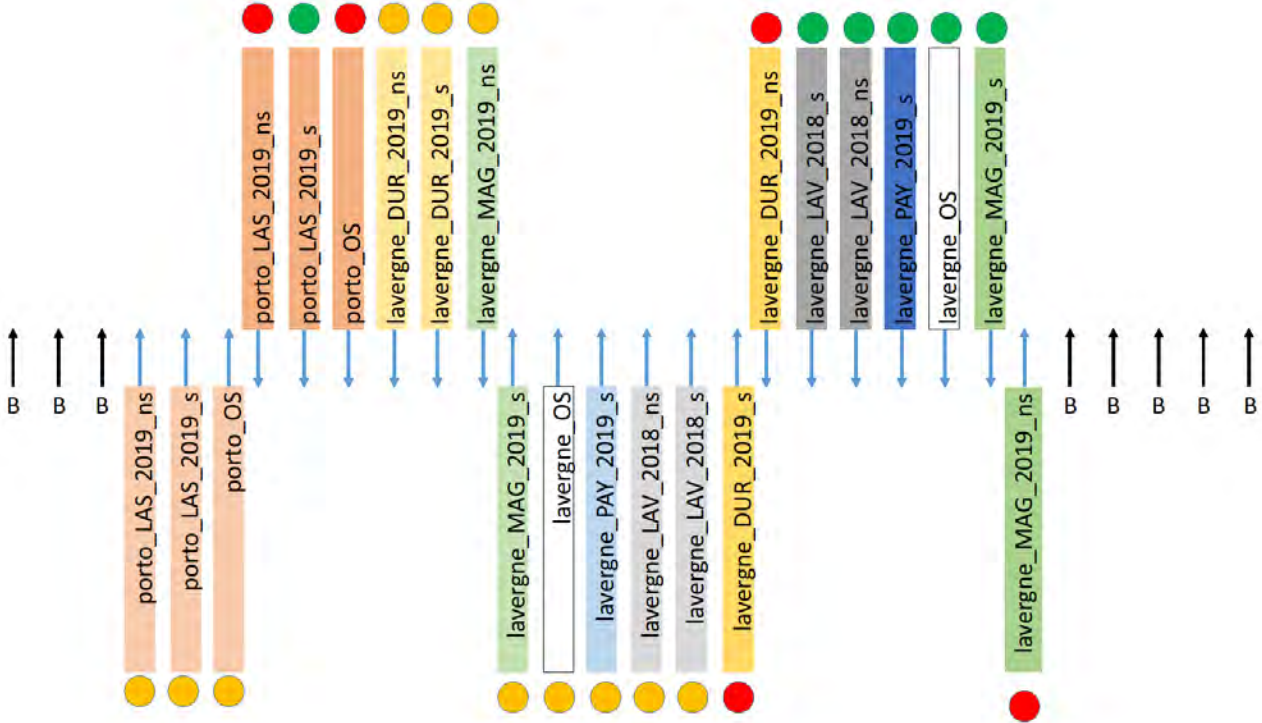 porto_LAS_2019_ns
porto_LAS_2019_s
porto_OS
lavergne_DUR_2019_ns
lavergne_DUR_2019_s
lavergne_MAG_2019_ns
lavergne_DUR_2019_ns
lavergne_LAV_2018_s
lavergne_LAV_2018_ns
lavergne_PAY_2019_s
lavergne_OS
lavergne_MAG_2019_s
B
B
B
porto_LAS_2019_ns
porto_LAS_2019_s
porto_OS
lavergne_MAG_2019_s
lavergne_OS
lavergne_PAY_2019_s
lavergne_LAV_2018_ns
lavergne_LAV_2018_s
lavergne_DUR_2019_s
lavergne_MAG_2019_ns
B
B
B
B
B